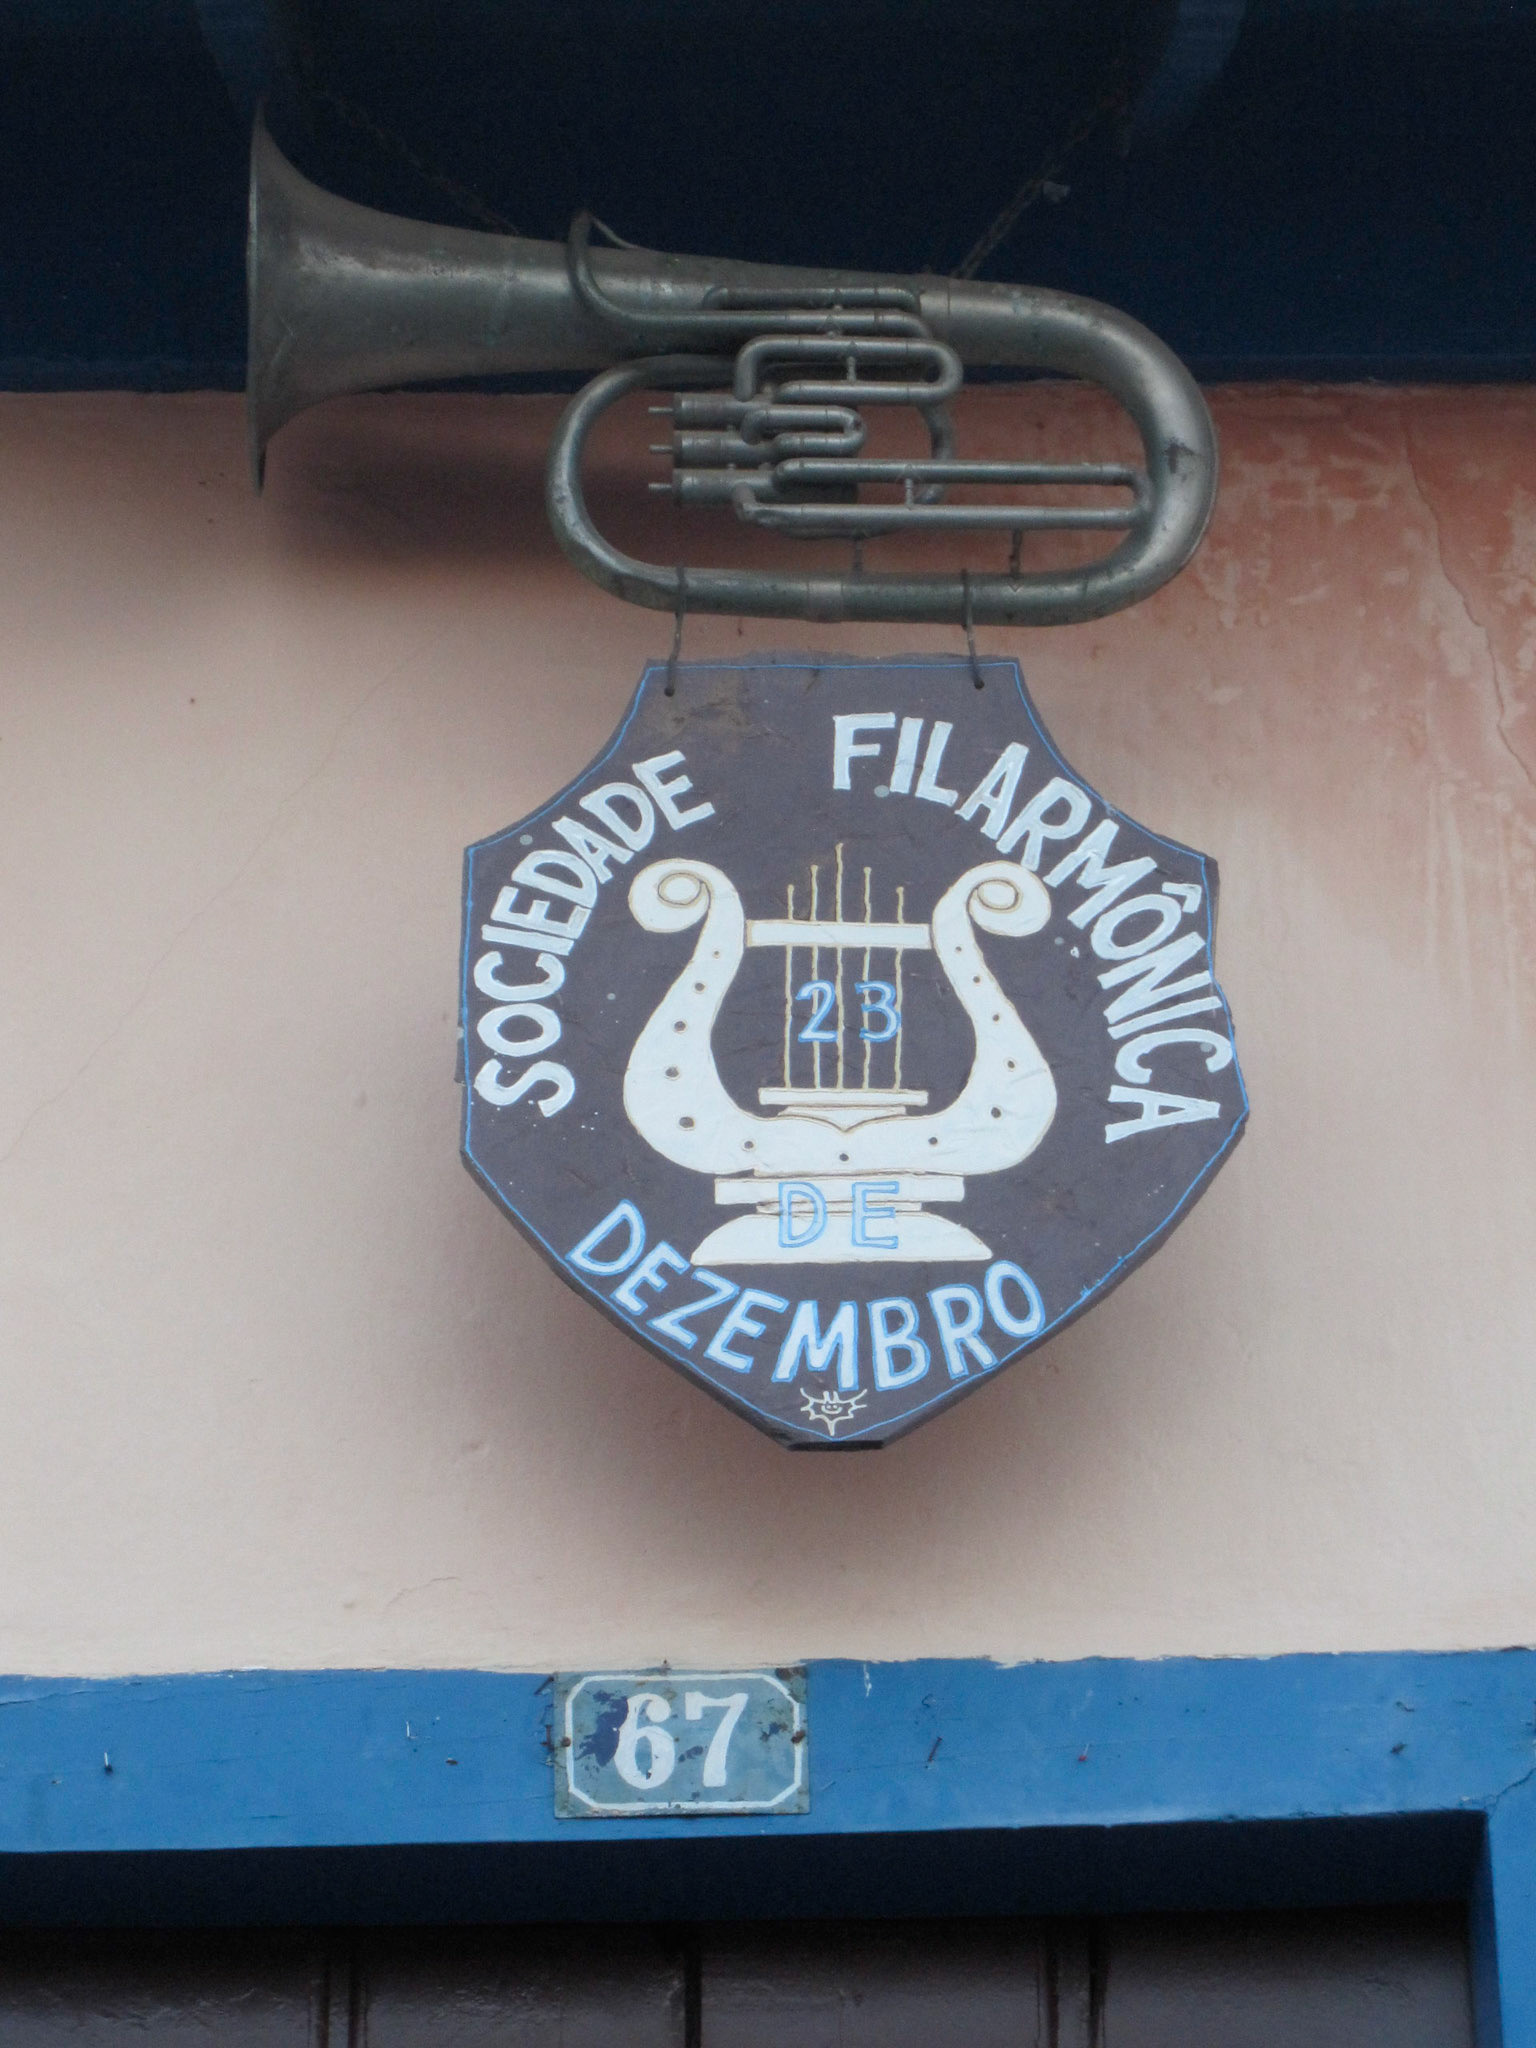 SOCIEDADE FILARMÔNICA
23
DE
DEZEMBRO
67